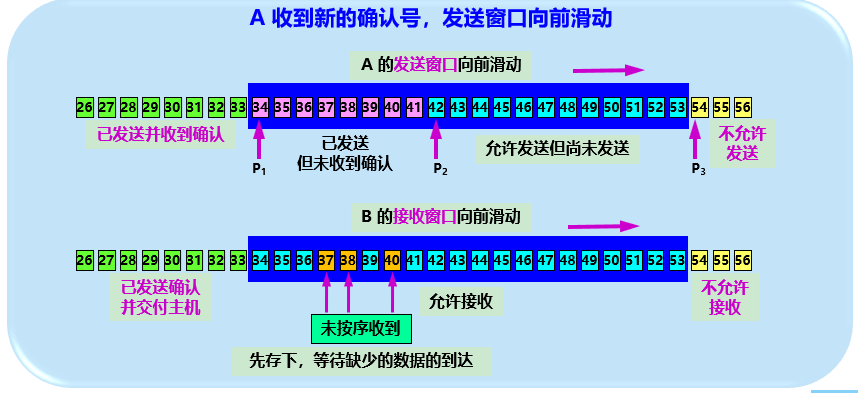 A 收到新的确认号，发送窗口向前滑动
A 的发送窗口向前滑动
26 27 28 29 30 31 32 33 34 35 36 37 38 39 40 41 42 43 44 45 46 47 48 49 50 51 52 53 54 55 56
已发送并收到确认
已发送
但未收到确认
允许发送但尚未发送
不允许
发送
P1
P2
P3
B 的接收窗口向前滑动
26 27 28 29 30 31 32 33 34 35 36 37 38 39 40 41 42 43 44 45 46 47 48 49 50 51 52 53 54 55 56
已发送确认
并交付主机
允许接收
不允许
接收
未按序收到
先存下，等待缺少的数据的到达